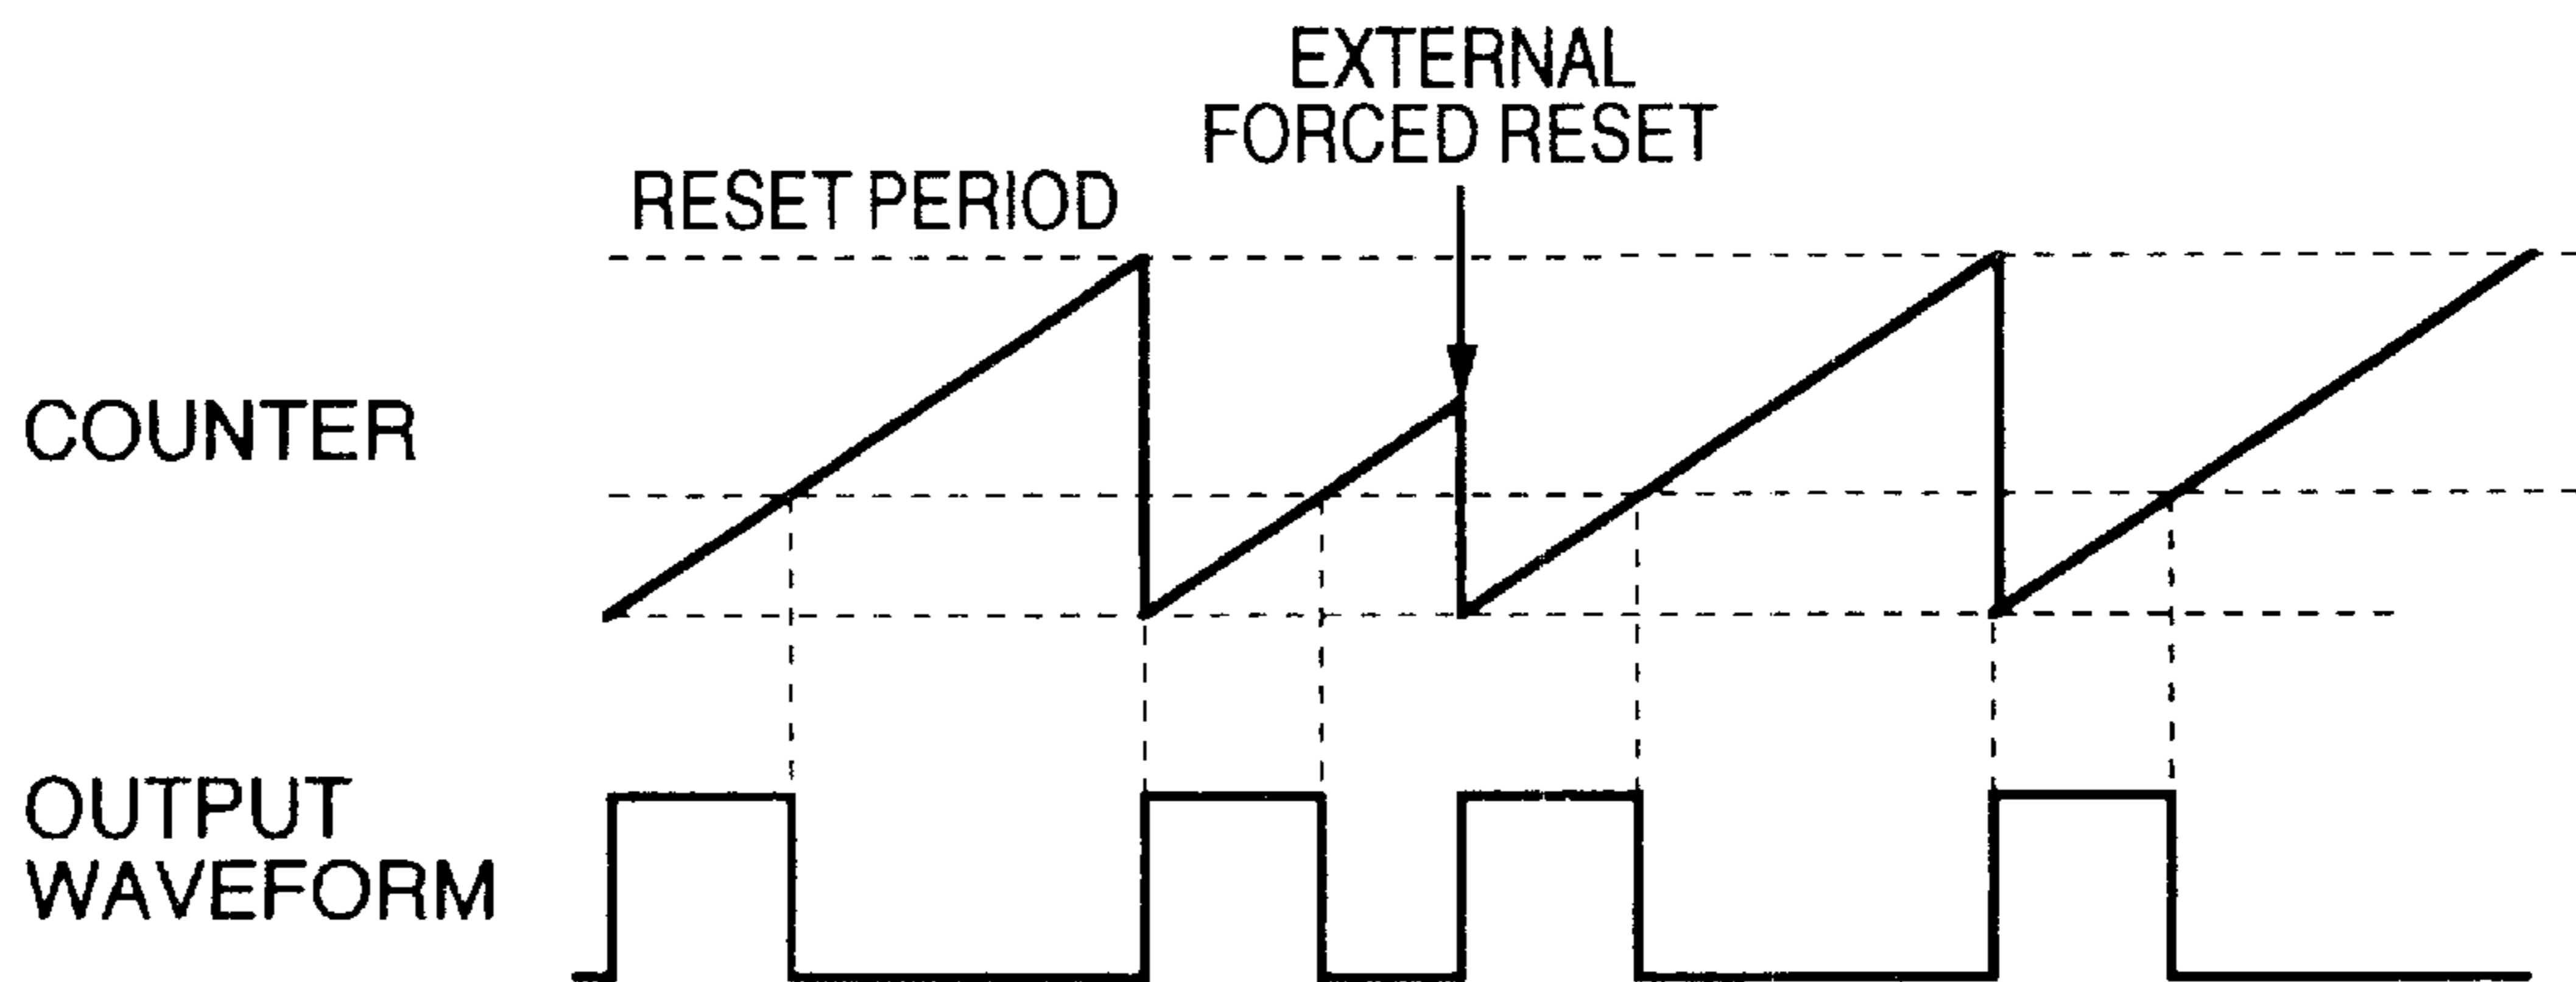 EXTERNAL
FORCED RESET
RESET PERIOD
COUNTER
OUTPUT
WAVEFORM